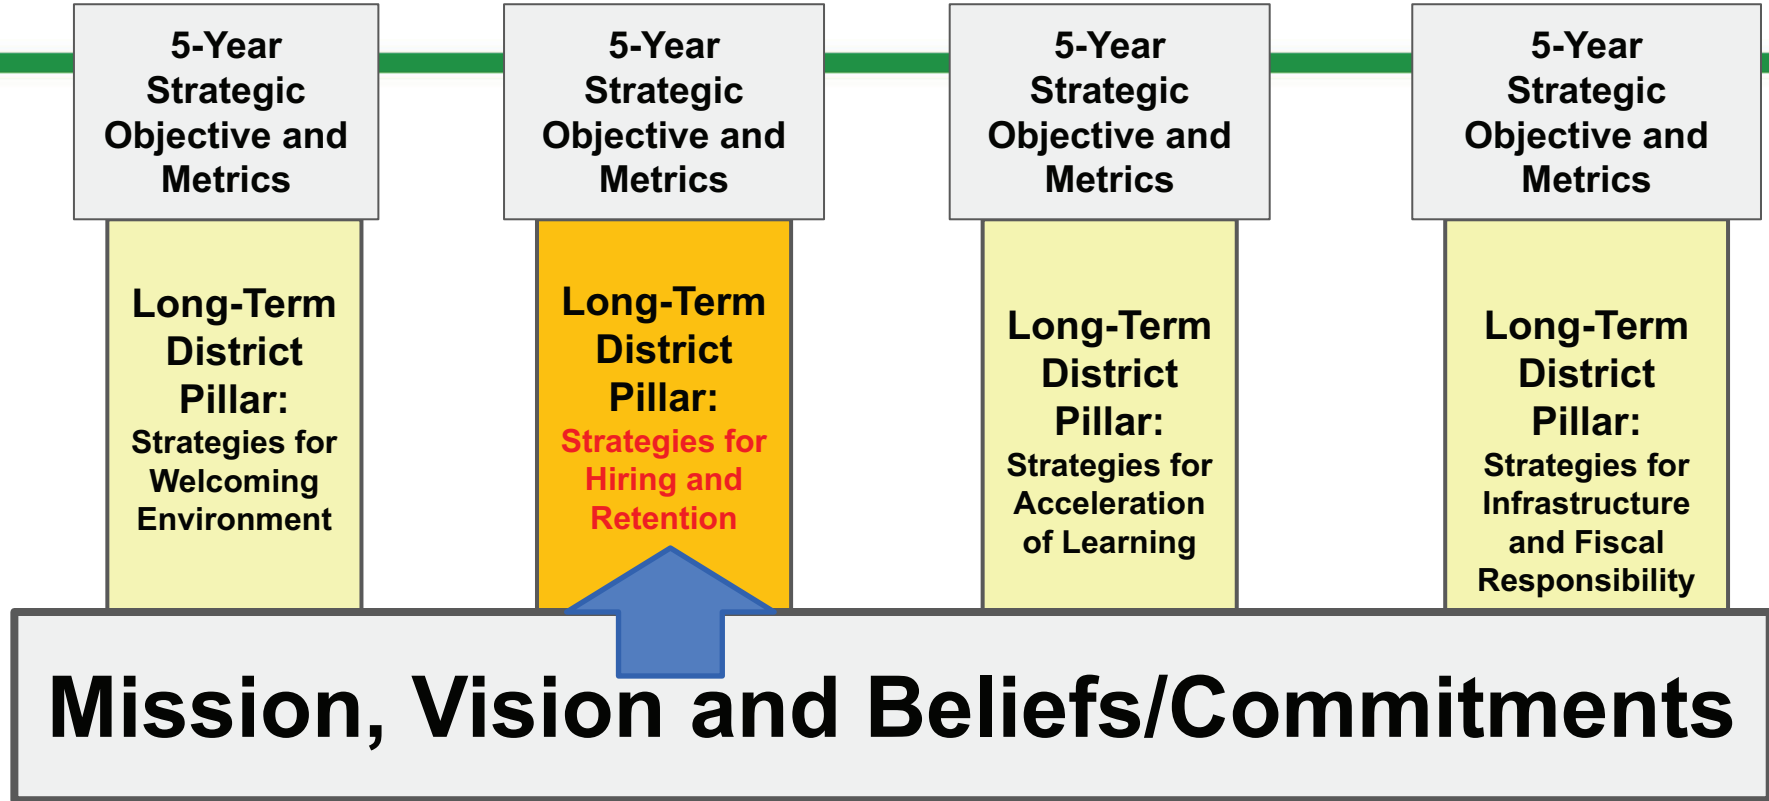 5-Year
Strategic
Objective and
Metrics
5-Year
Strategic
Objective and
Metrics
5-Year
Strategic
Objective and
Metrics
5-Year
Strategic
Objective and
Metrics
Long-Term
District
Pillar:
Strategies for
Welcoming
Environment
Long-Term
District
Pillar:
Strategies for
Hiring and
Retention
Long-Term
District
Pillar:
Strategies for
Acceleration
of Learning
Long-Term
District
Pillar:
Strategies for
Infrastructure
and Fiscal
Responsibility
Mission, Vision and Beliefs/Commitments